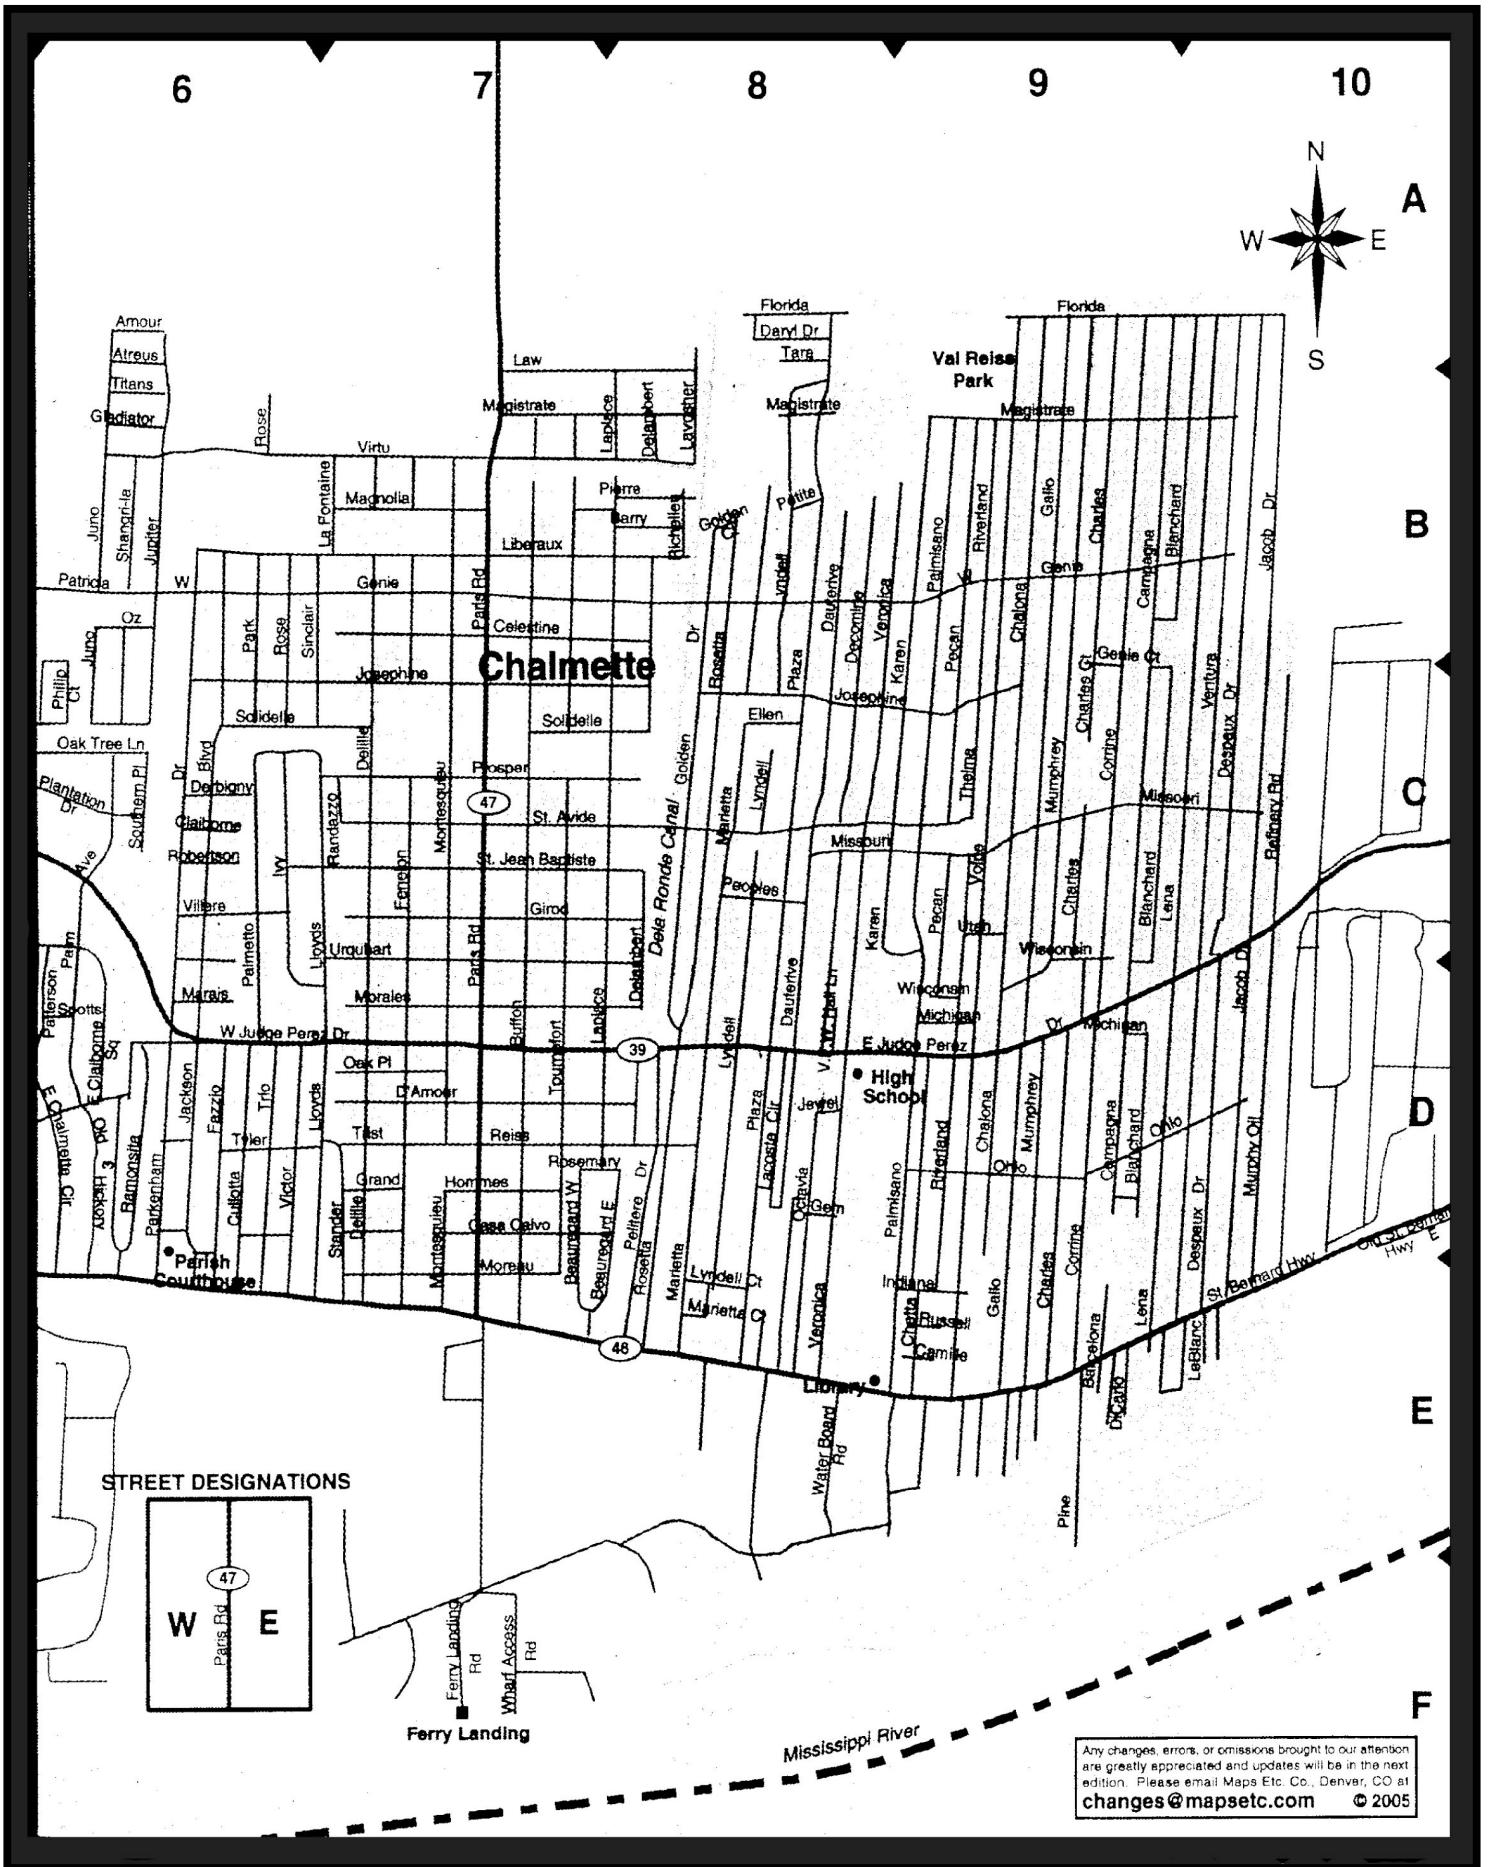 6 7 8 9 10
N
A
W E
S
Florida
Florida
Amour
Daryl Dr
Atreus
Tara
Law
Val Reiss
Park
Titans
Gladiator
Magistrate
Laplace
Delambert
Lavosher
Magistrate
Magistrate
Rose
Virtu
La Fontaine
Magnolia
Pierre
Barry
Richelieu
Golden
Ct
Petite
Juno
Shangri-la
Jupiter
Palmisano
Riverland
Gallo
Charles
Blanchard
Jacob Dr
B
Liberaux
Patricia
W
Genie
Paris Rd
Dauterive
Decomine
Veronica
Genie
Campagna
Chalona
Oz
Park
Rose
Sinclair
Celestine
Dr
Rosetta
Plaza
Karen
Pecan
Juno
Philip
Ct
Josephine
Chalmette
Josephine
Charles Ct
Genie Ct
Ventura
Despaux Dr
Solidelle
Solidelle
Ellen
Oak Tree Ln
Dr
Blvd
Delille
Golden
Plantation
Dr
Southern Pl
Derbigny
Prosper
47
Montesquieu
Randazzo
Lyndell
Marietta
Thelma
Mumphrey
Corrine
Missouri
Refinery Rd
C
Claiborne
St. Avide
Missouri
Ave
Robertson
Ivy
St. Jean Baptiste
Dele Ronde Canal
Volpe
Fenelon
Peoples
Pecan
Charles
Blanchard
Lena
Villere
Girod
Karen
Utah
Palm
Palmetto
Lloyds
Urquhart
Paris Rd
Delambert
Wisconsin
Patterson
Marais
Morales
Dauterive
Wisconsin
Jacob Dr
Spotts
E Claiborne
Sq
W Judge Perez Dr
Buffon
Tournefort
Laplace
39
Lyndell
E Judge Perez
Dr
Michigan
Michigan
Oak Pl
High
School
D'Amour
Jewel
Jackson
Fazzio
Trio
Lloyds
Plaza
Lacoste Cir
Chalona
Mumphrey
Campagna
Blanchard
Ohio
Murphy Oil
D
E Chalmette Cir
Old Hickory
Ramonsita
Parkenham
Tyler
Tilst
Reiss
Rosemary
Ohio
Riverland
Palmisano
Grand
Hommes
Dr
Octavia
Gem
Cullotta
Victor
Stander
Delille
Montesquieu
Casa Calvo
Beauregard W
Beauregard E
Pelitere
Rosetta
Marietta
Despaux Dr
Old St. Bernard
Hwy E
Parish
Courthouse
Moreau
Lyndell Ct
Marietta Ct
Veronica
Indiana
Chetta
Russell
Camille
Gallo
Charles
Corrine
Lena
St. Bernard Hwy
46
Barcelona
LeBlanc
Library
DiCarlo
E
Water Board
Rd
Pine
STREET DESIGNATIONS
47
W E
Paris Rd
Ferry Landing
Rd
Wharf Access
Rd
Ferry Landing
Mississippi River
F
Any changes, errors, or omissions brought to our attention
are greatly appreciated and updates will be in the next
edition. Please email Maps Etc. Co., Denver, CO at
changes@mapsetc.com © 2005